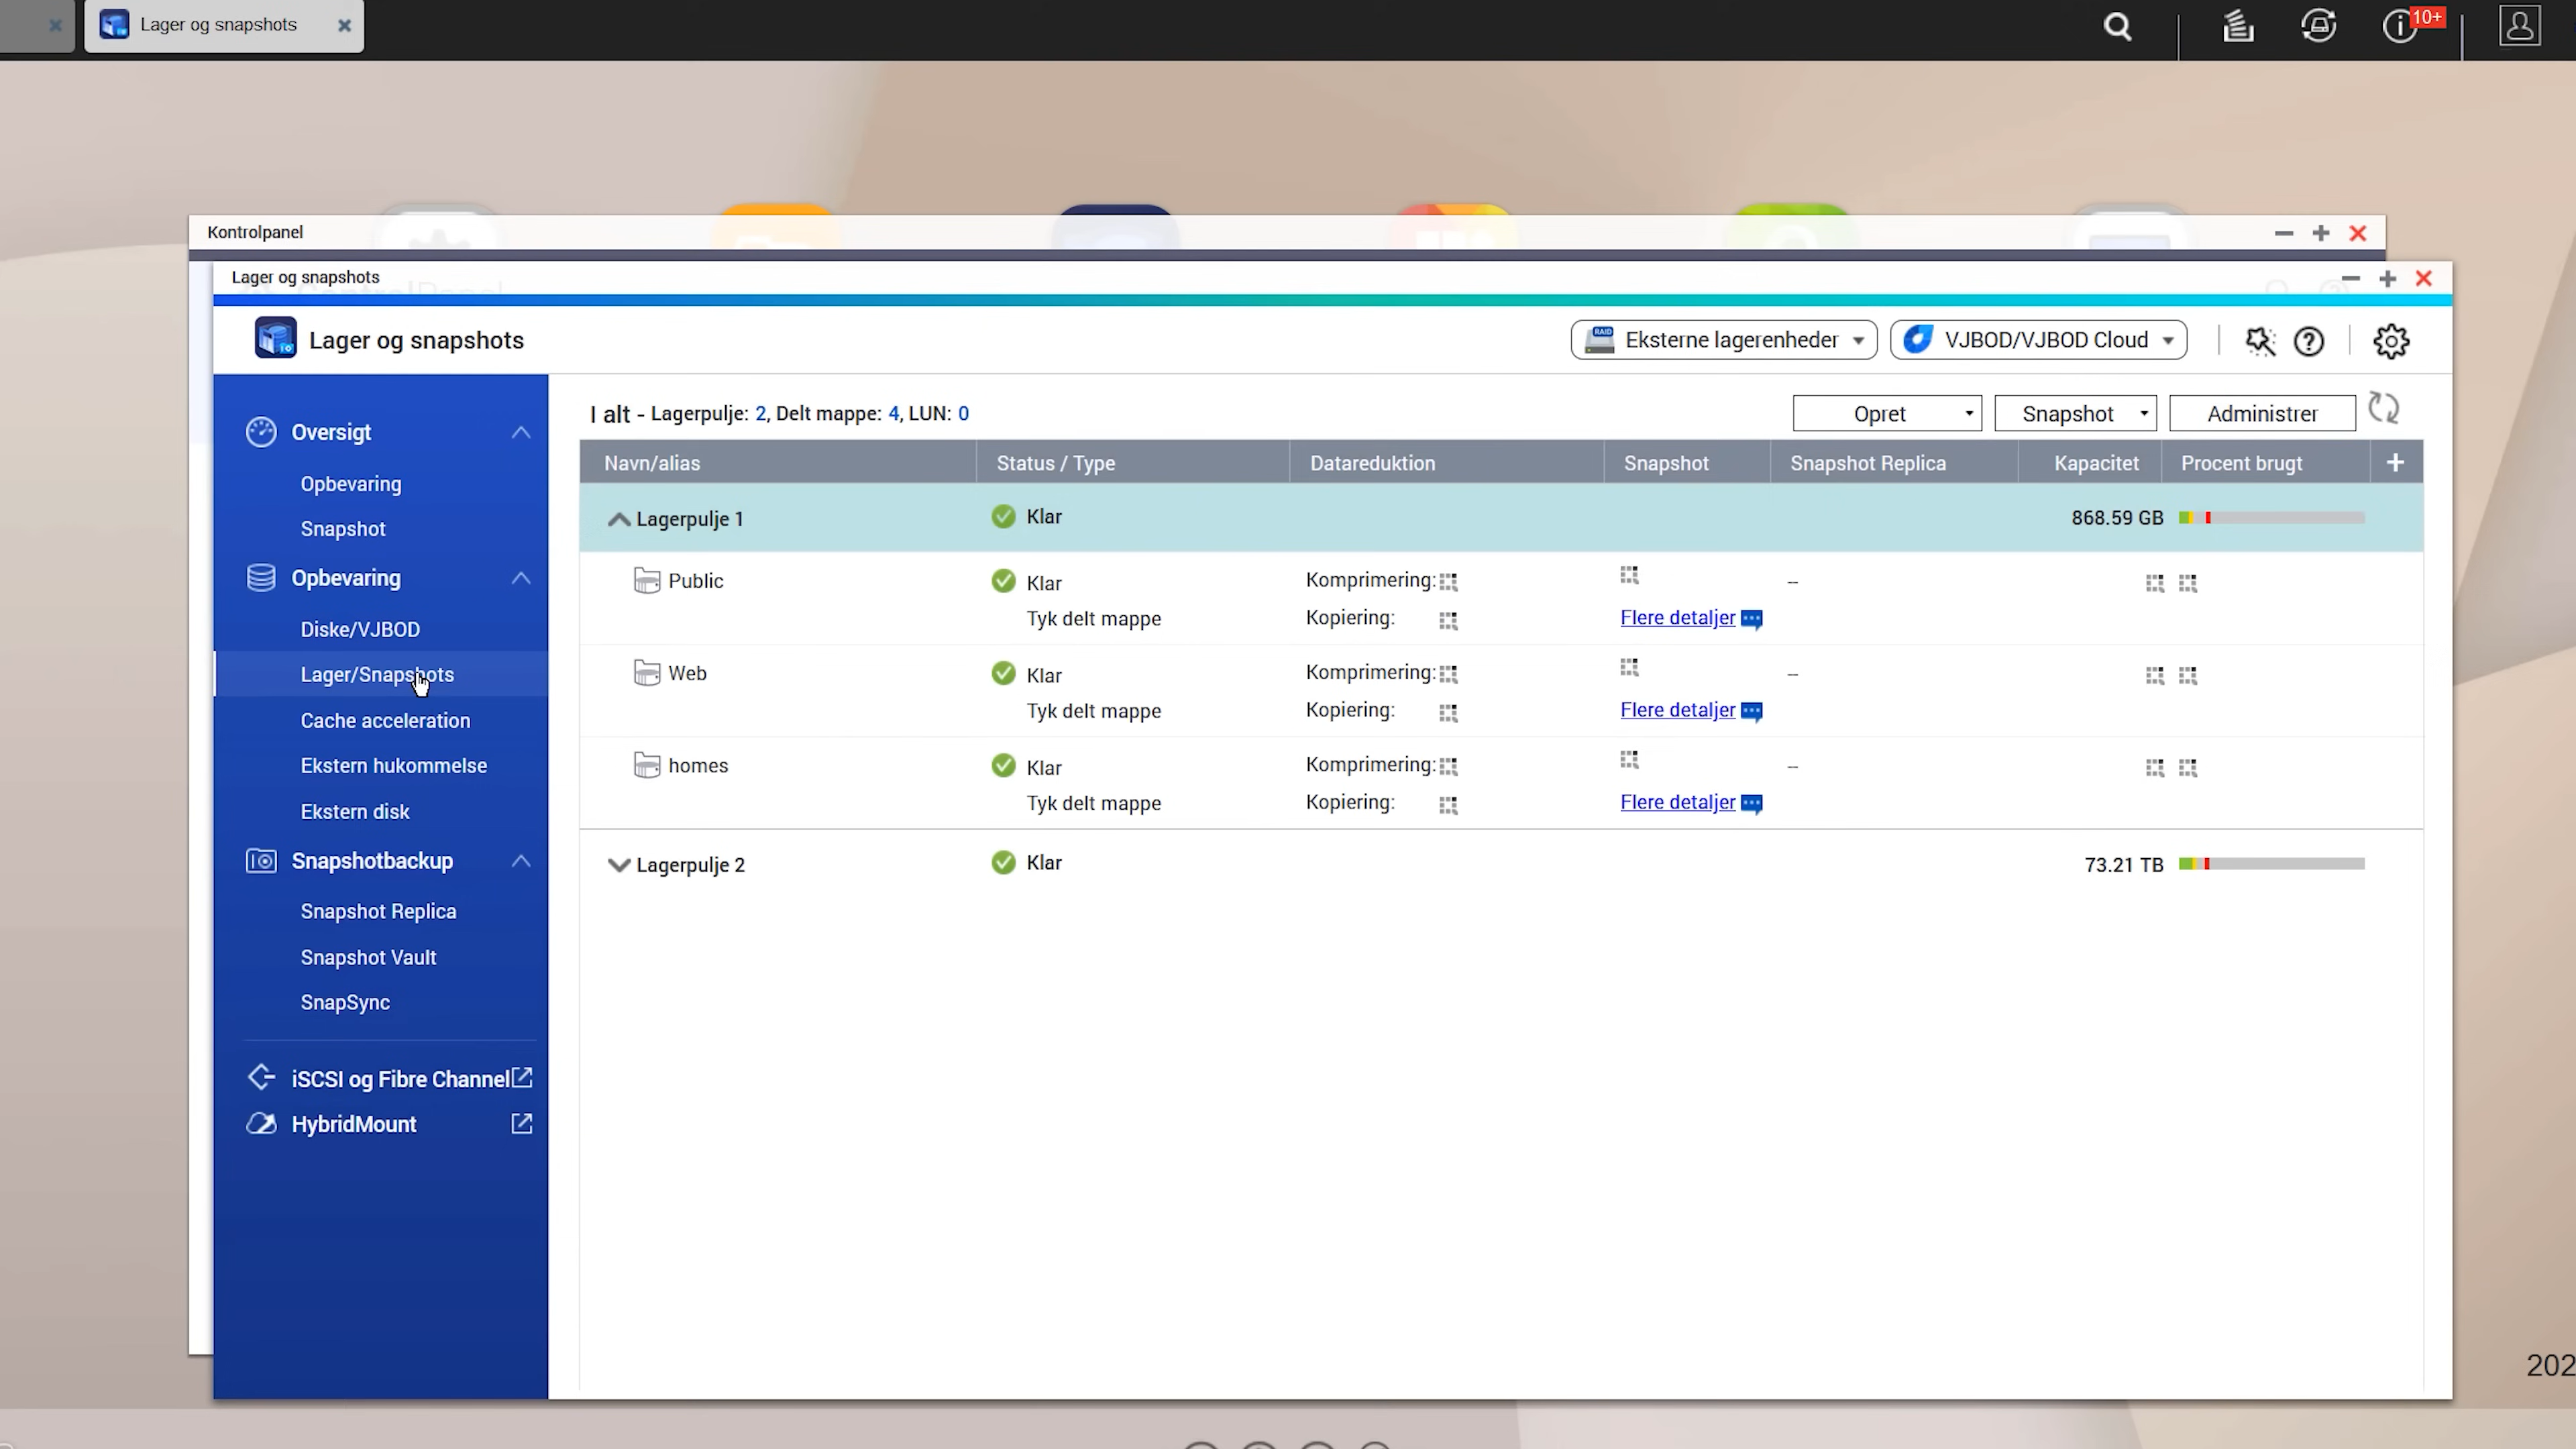 Lager og snapshots
10+
Kontrolpanel
Lager og snapshots
Lager og snapshots
RAID
Eksterne lagerenheder
VJBOD/VJBOD Cloud
Oversigt
Opbevaring
Snapshot
Opbevaring
Diske/VJBOD
Lager/Snapshots
Cache acceleration
Ekstern hukommelse
Ekstern disk
Snapshotbackup
Snapshot Replica
Snapshot Vault
SnapSync
iSCSI og Fibre Channel
HybridMount
I alt - Lagerpulje: 2, Delt mappe: 4, LUN: 0
Opret
Snapshot
Administrer
Navn/alias Status / Type Datareduktion Snapshot Snapshot Replica Kapacitet Procent brugt +
Lagerpulje 1 Klar 868.59 GB
Public Klar Komprimering: --
Tyk delt mappe Kopiering: Flere detaljer
Web Klar Komprimering: --
Tyk delt mappe Kopiering: Flere detaljer
homes Klar Komprimering: --
Tyk delt mappe Kopiering: Flere detaljer
Lagerpulje 2 Klar 73.21 TB
202